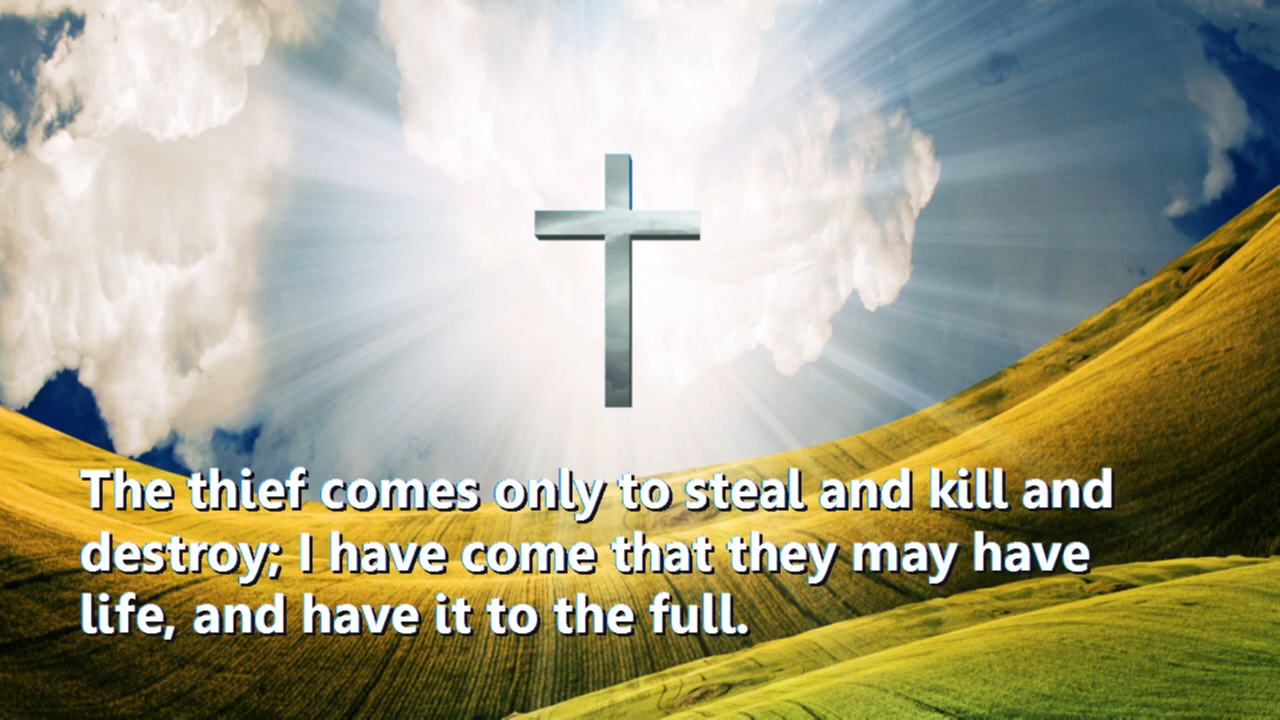 The thief comes only to steal and kill and
destroy; I have come that they may have
life, and have it to the full.